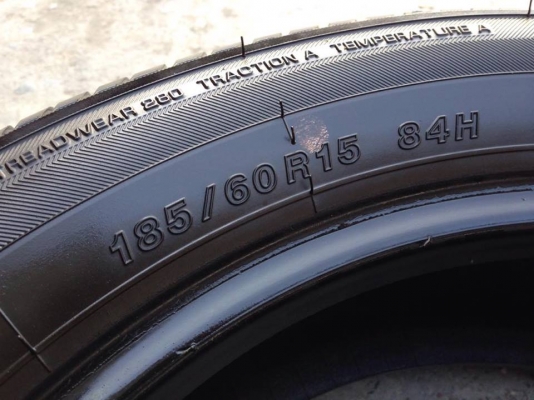 TREADWEAR 260 TRACTION A TEMPERATURE A
185/60R15 84H